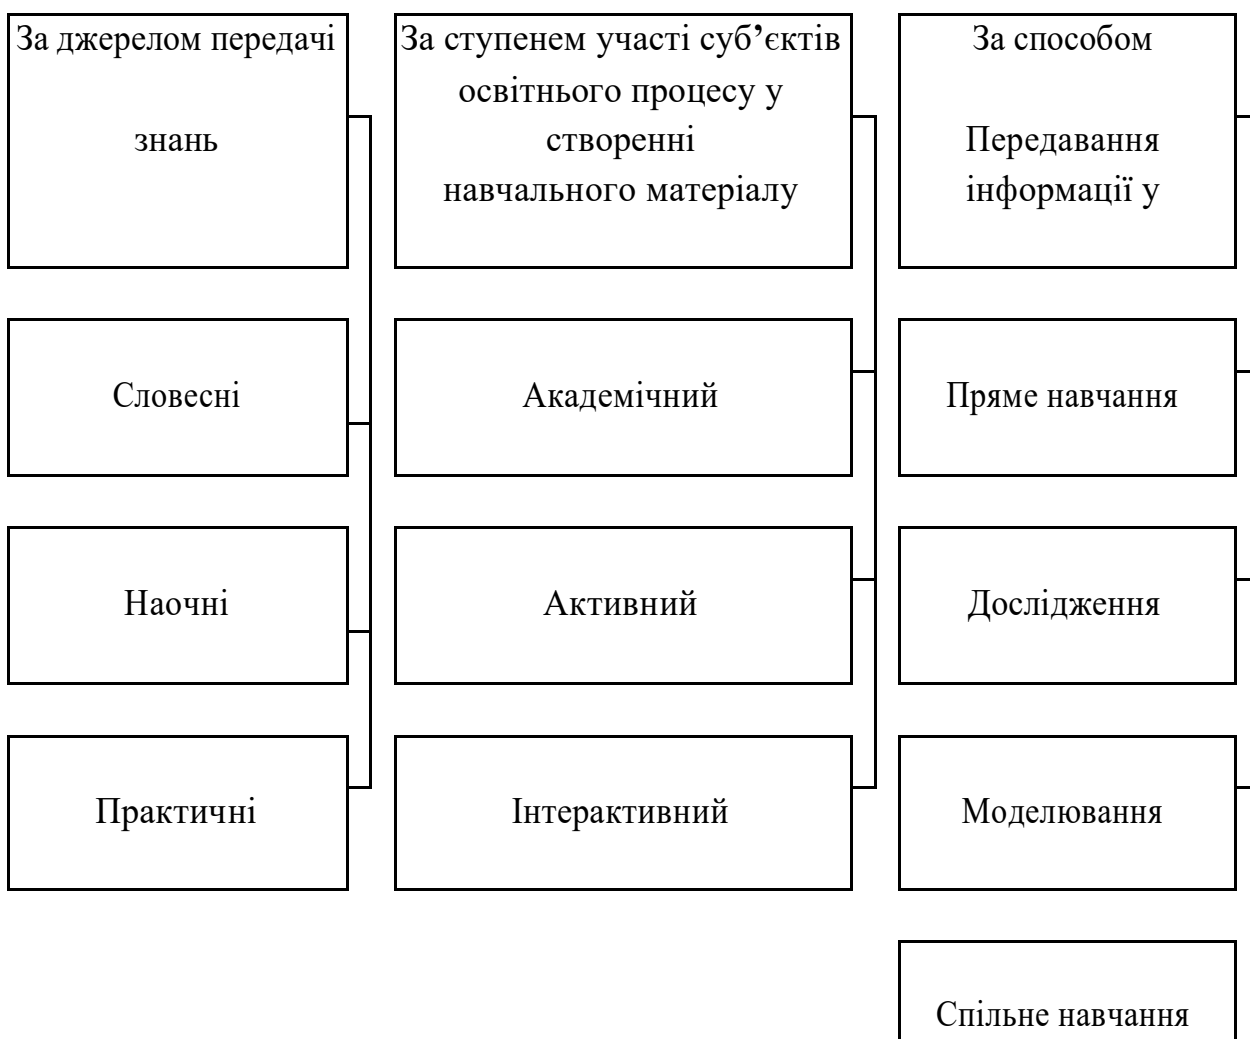 За джерелом передачі
знань
За ступенем участі суб’єктів
освітнього процесу у
створенні
навчального матеріалу
За способом
Передавання
інформації у
Словесні
Академічний
Пряме навчання
Наочні
Активний
Дослідження
Практичні
Інтерактивний
Моделювання
Спільне навчання